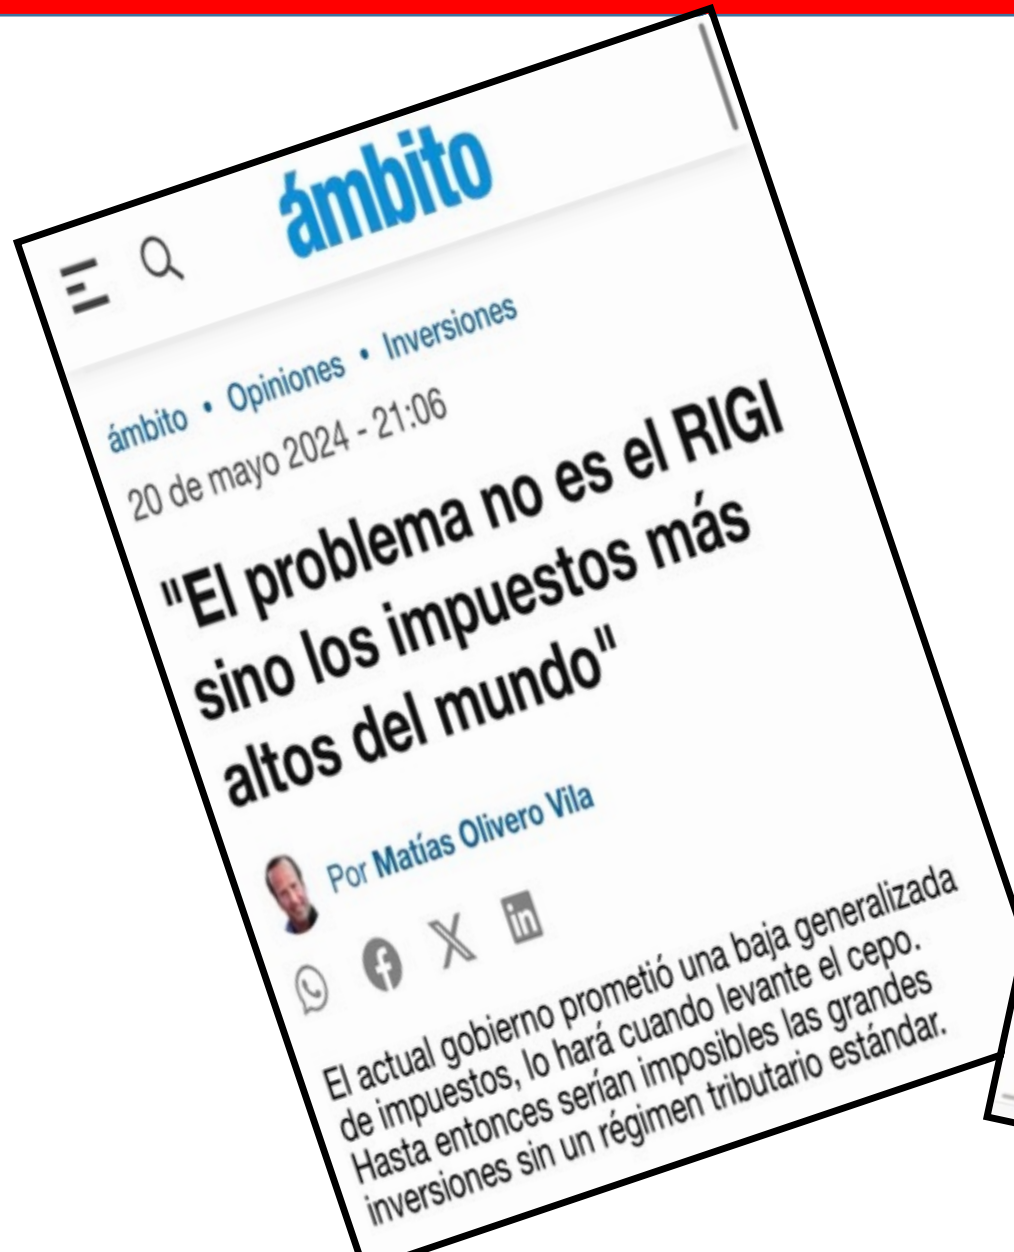 ámbito
ámbito • Opiniones • Inversiones
20 de mayo 2024 - 21:06
"El problema no es el RIGI
sino los impuestos más
altos del mundo"
Por Matías Olivero Vila
El actual gobierno prometió una baja generalizada
de impuestos, lo hará cuando levante el cepo.
Hasta entonces serían imposibles las grandes
inversiones sin un régimen tributario estándar.